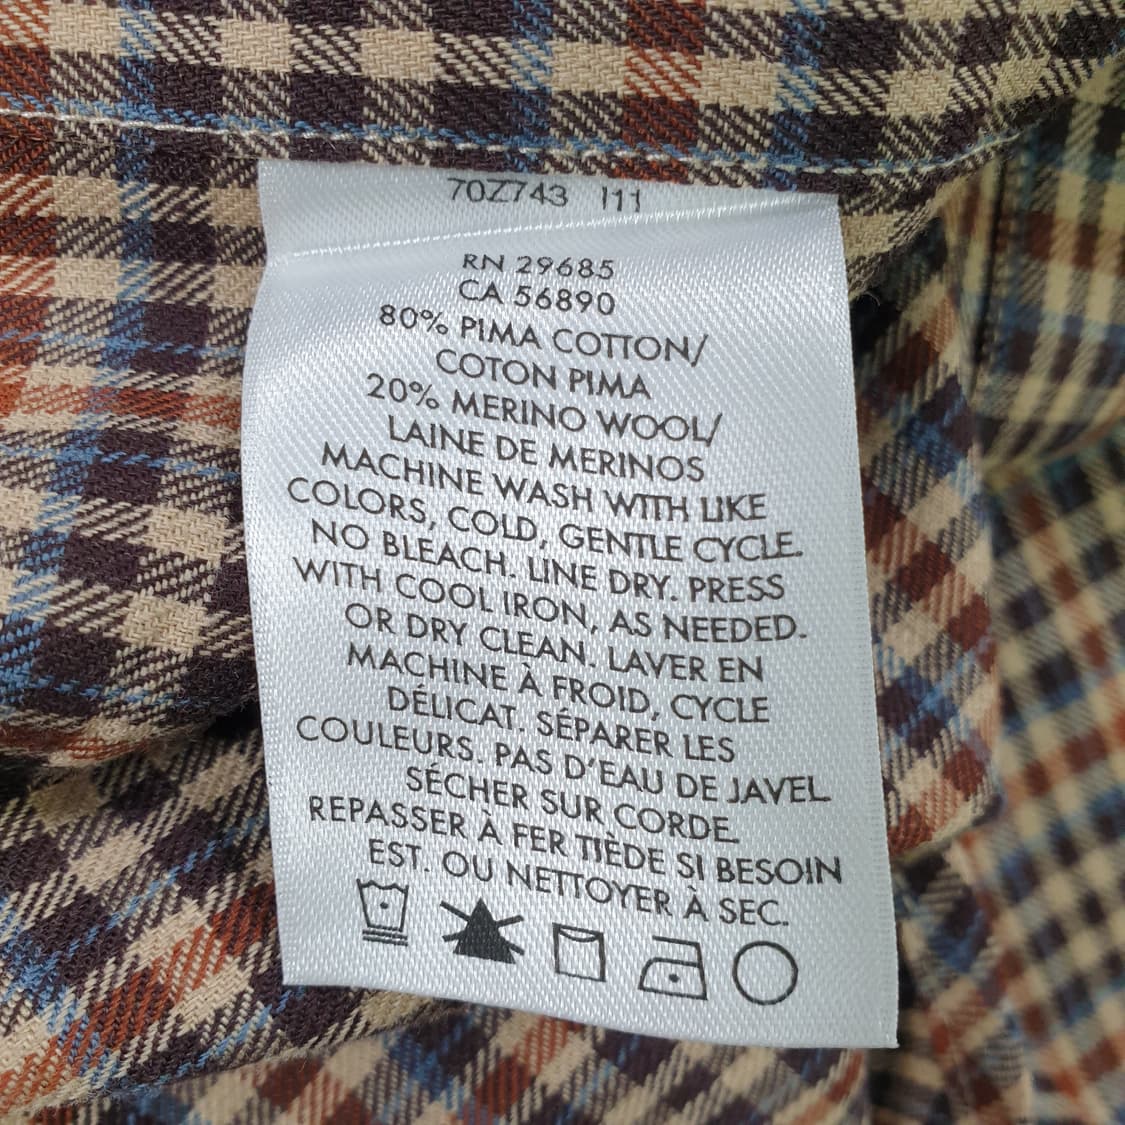 70Z743 111
RN 29685
CA 56890
80% PIMA COTTON/
COTON PIMA
20% MERINO WOOL/
LAINE DE MERINOS
MACHINE WASH WITH LIKE
COLORS, COLD, GENTLE CYCLE.
NO BLEACH. LINE DRY. PRESS
WITH COOL IRON, AS NEEDED.
OR DRY CLEAN. LAVER EN
MACHINE À FROID, CYCLE
DÉLICAT. SÉPARER LES
COULEURS. PAS D'EAU DE JAVEL
SÉCHER SUR CORDE.
REPASSER À FER TIÈDE SI BESOIN
EST. OU NETTOYER À SEC.